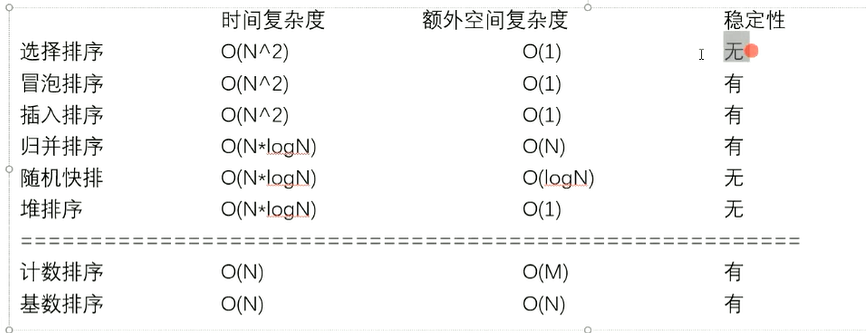 时间复杂度 额外空间复杂度 稳定性
选择排序 O(N^2) O(1) 无
冒泡排序 O(N^2) O(1) 有
插入排序 O(N^2) O(1) 有
归并排序 O(N*logN) O(N) 有
随机快排 O(N*logN) O(logN) 无
堆排序 O(N*logN) O(1) 无
========================================================
计数排序 O(N) O(M) 有
基数排序 O(N) O(N) 有